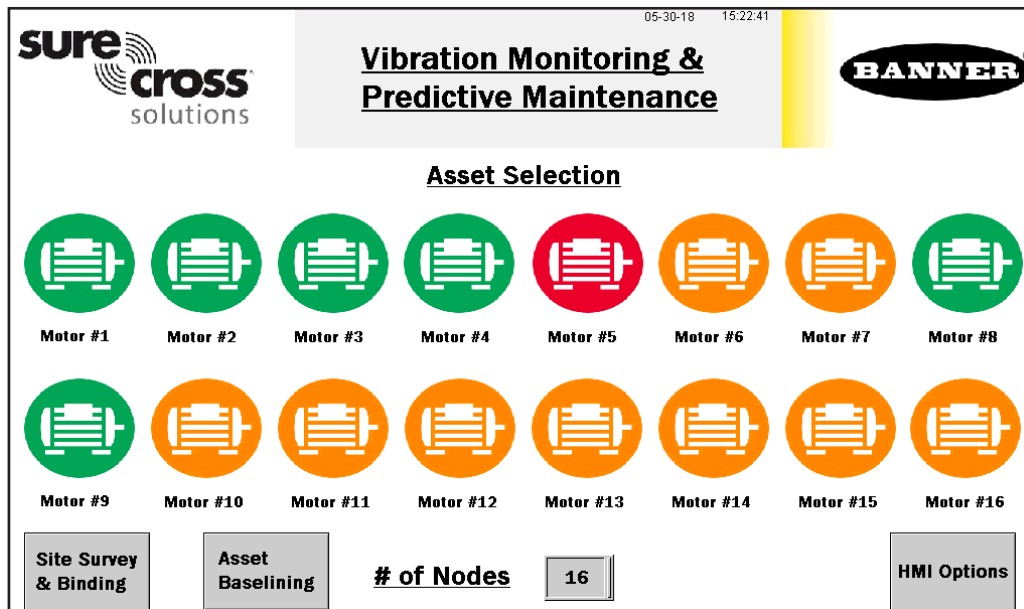 05-30-18 15:22:41
sure
cross
solutions
Vibration Monitoring &
Predictive Maintenance
BANNER
Asset Selection
Motor #1 Motor #2 Motor #3 Motor #4 Motor #5 Motor #6 Motor #7 Motor #8
Motor #9 Motor #10 Motor #11 Motor #12 Motor #13 Motor #14 Motor #15 Motor #16
Site Survey
& Binding
Asset
Baselining
# of Nodes
16
HMI Options